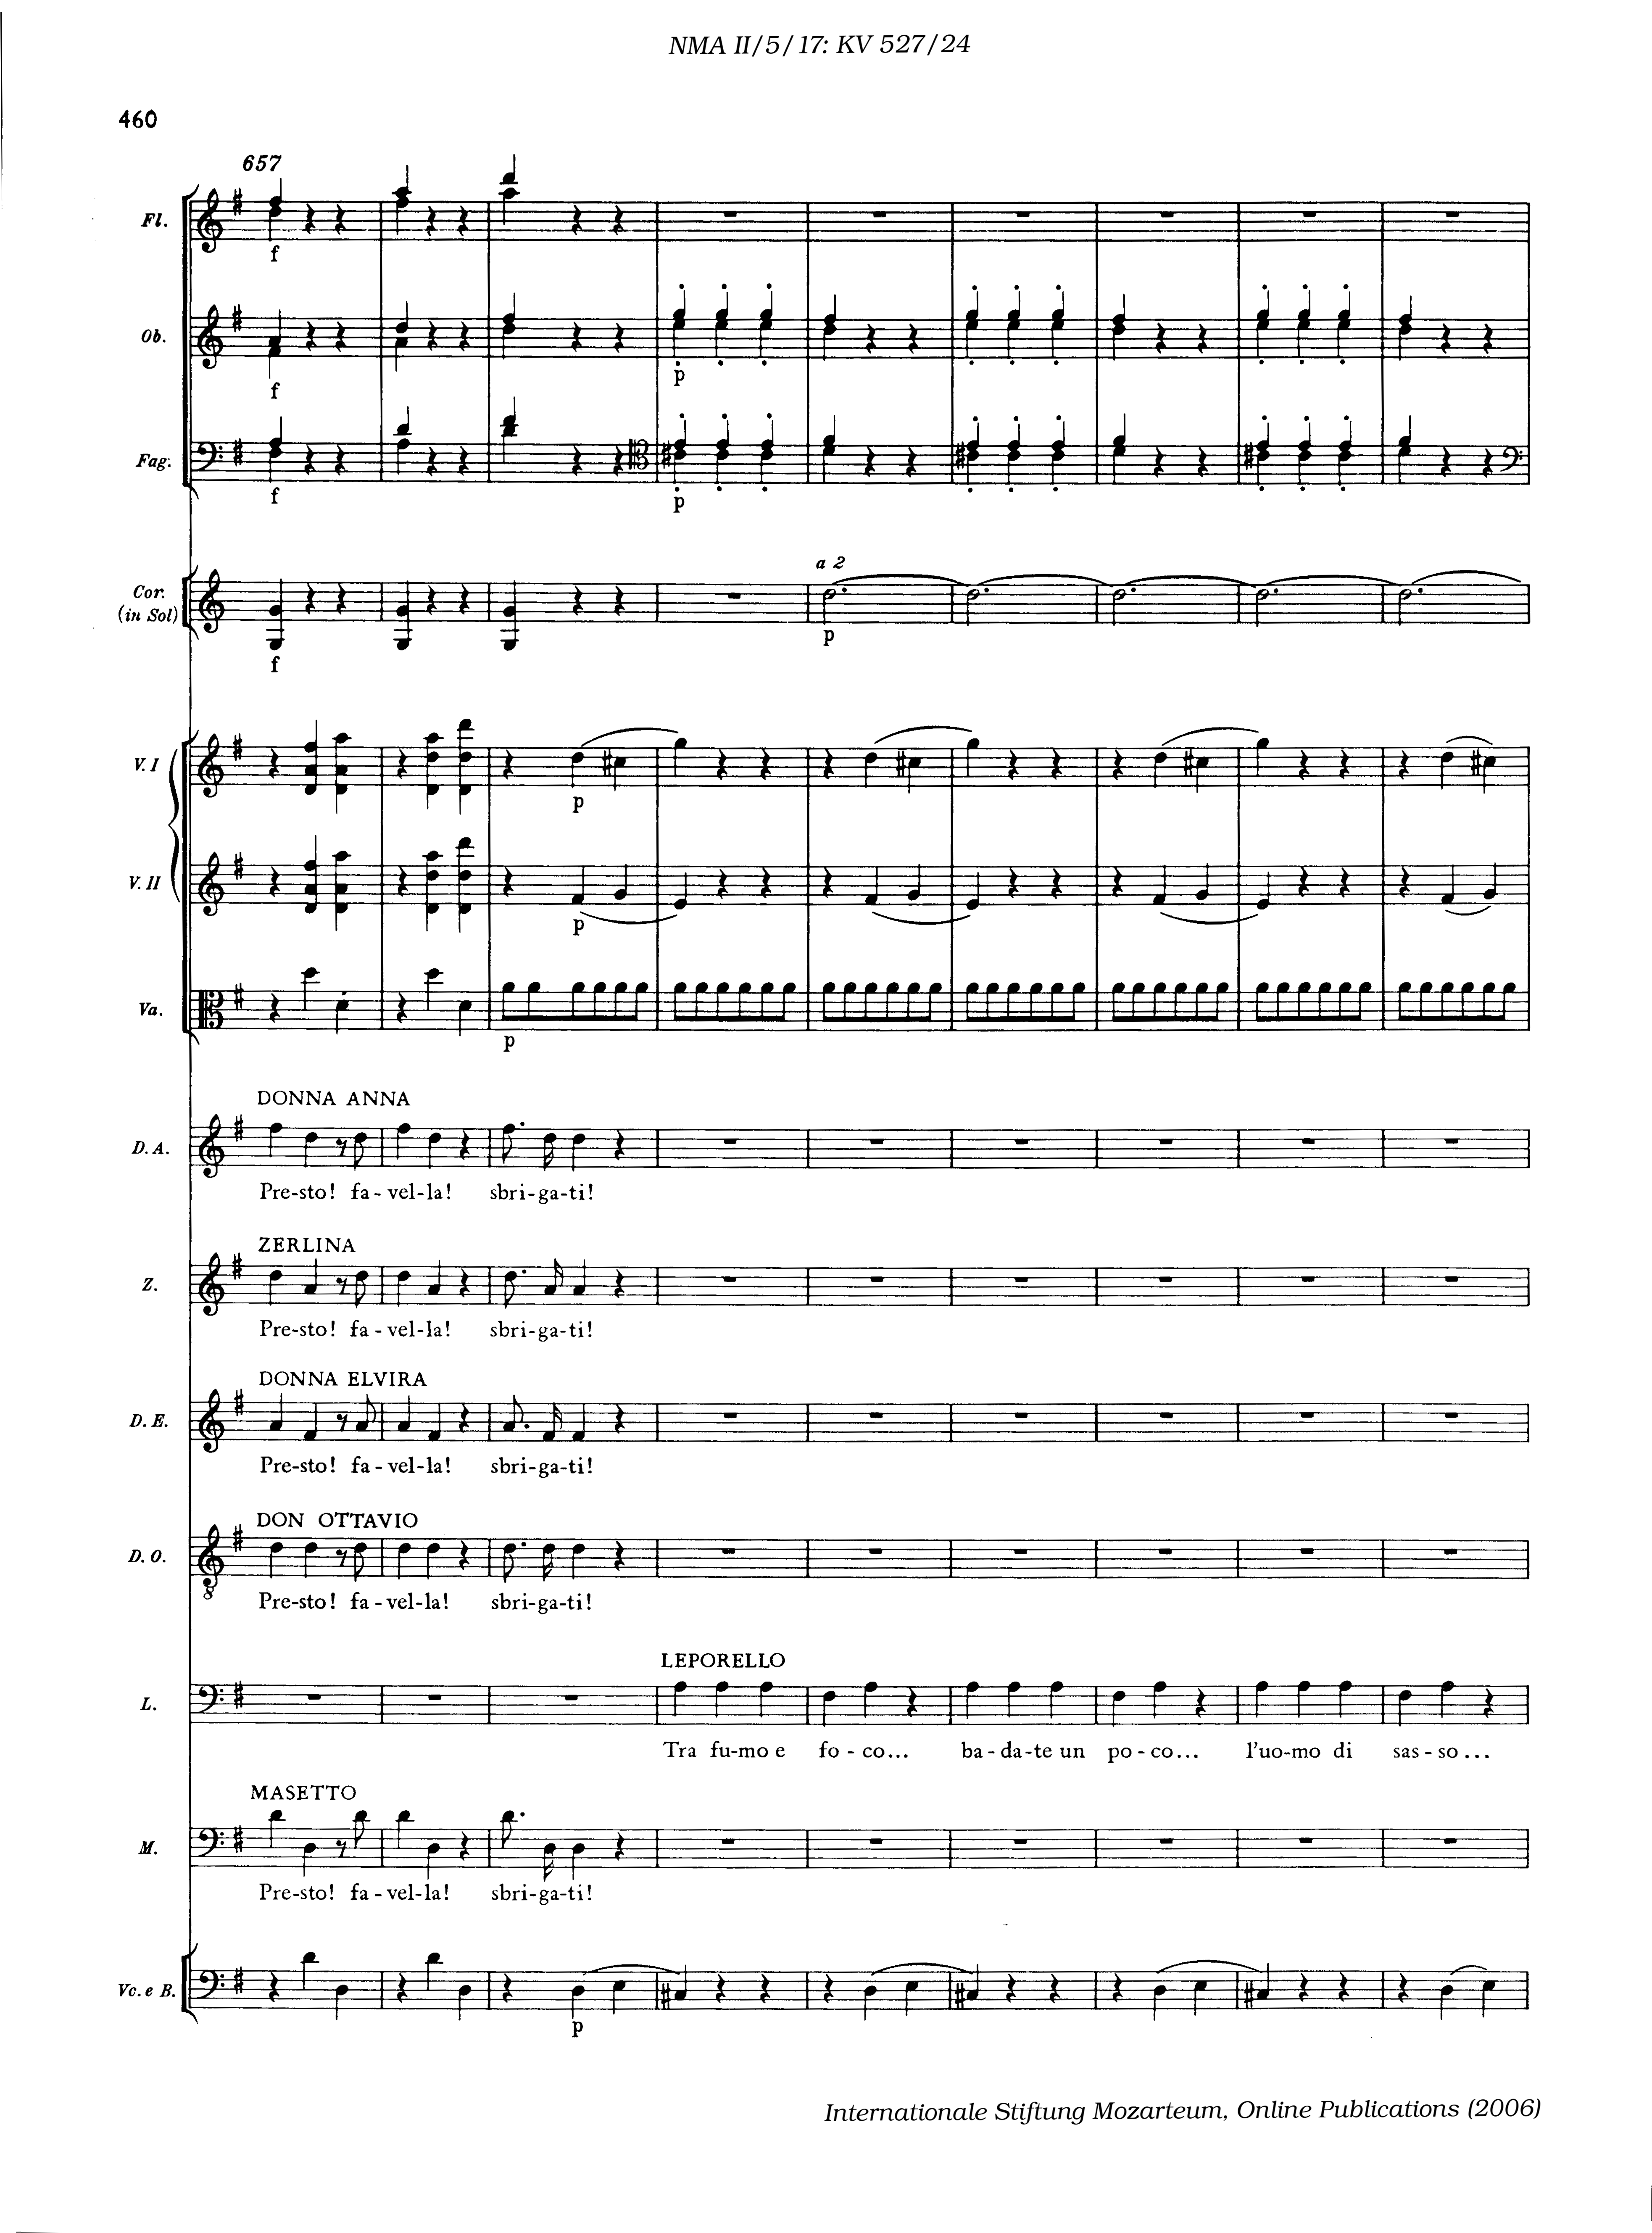 NMA II/5/17: KV 527/24
460
657
Fl.
f
Ob.
f
p
Fag.
f
p
a 2
Cor.
(in Sol)
f
p
V. I
p
V. II
p
Va.
p
DONNA ANNA
D. A.
Pre-sto! fa-vel-la! sbri-ga-ti!
ZERLINA
Z.
Pre-sto! fa-vel-la! sbri-ga-ti!
DONNA ELVIRA
D. E.
Pre-sto! fa-vel-la! sbri-ga-ti!
DON OTTAVIO
D. O.
Pre-sto! fa-vel-la! sbri-ga-ti!
LEPORELLO
L.
Tra fu-mo e fo-co... ba-da-te un po-co... l'uo-mo di sas-so...
MASETTO
M.
Pre-sto! fa-vel-la! sbri-ga-ti!
Vc. e B.
p
Internationale Stiftung Mozarteum, Online Publications (2006)